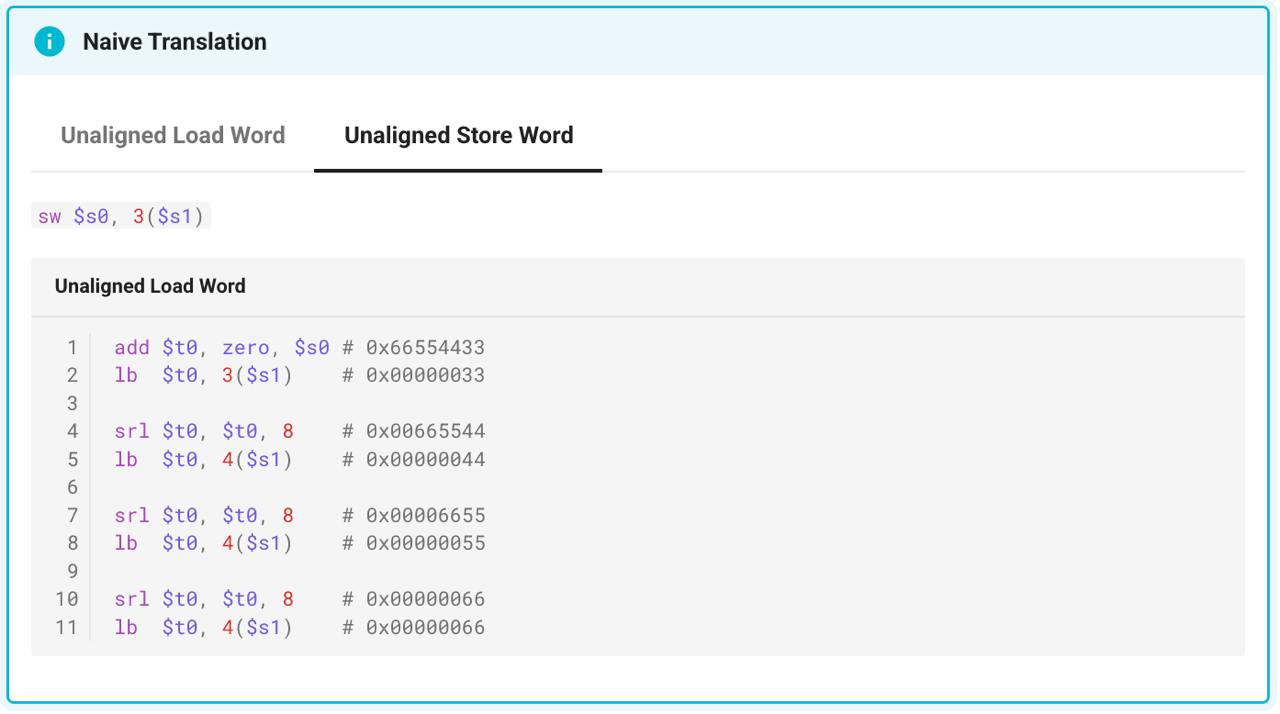 Naive Translation
Unaligned Load Word Unaligned Store Word
sw $s0, 3($s1)
Unaligned Load Word
1 add $t0, zero, $s0 # 0x66554433
2 lb  $t0, 3($s1)    # 0x00000033
3
4 srl $t0, $t0, 8    # 0x00665544
5 lb  $t0, 4($s1)    # 0x00000044
6
7 srl $t0, $t0, 8    # 0x00006655
8 lb  $t0, 4($s1)    # 0x00000055
9
10 srl $t0, $t0, 8    # 0x00000066
11 lb  $t0, 4($s1)    # 0x00000066